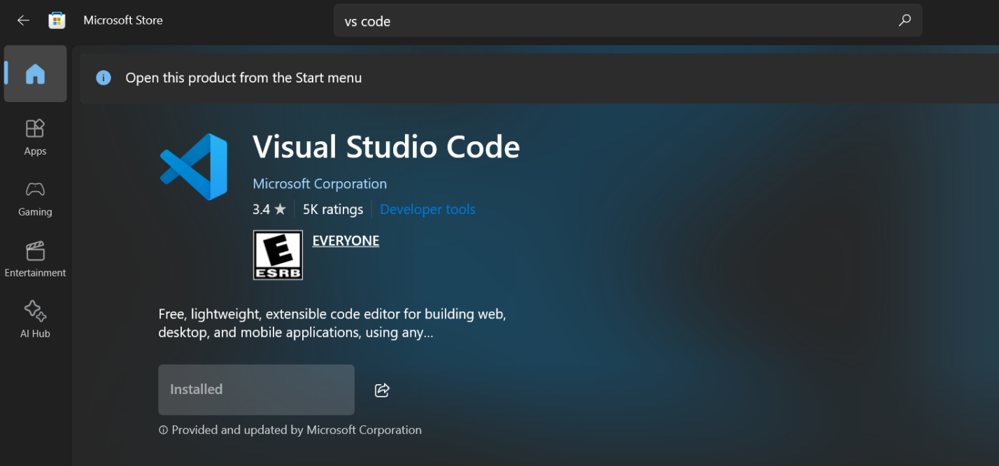 Microsoft Store
vs code
Open this product from the Start menu
Apps
Gaming
Entertainment
AI Hub
Visual Studio Code
Microsoft Corporation
3.4 ★ 5K ratings Developer tools
E
ESRB
EVERYONE
Free, lightweight, extensible code editor for building web,
desktop, and mobile applications, using any...
Installed
Provided and updated by Microsoft Corporation